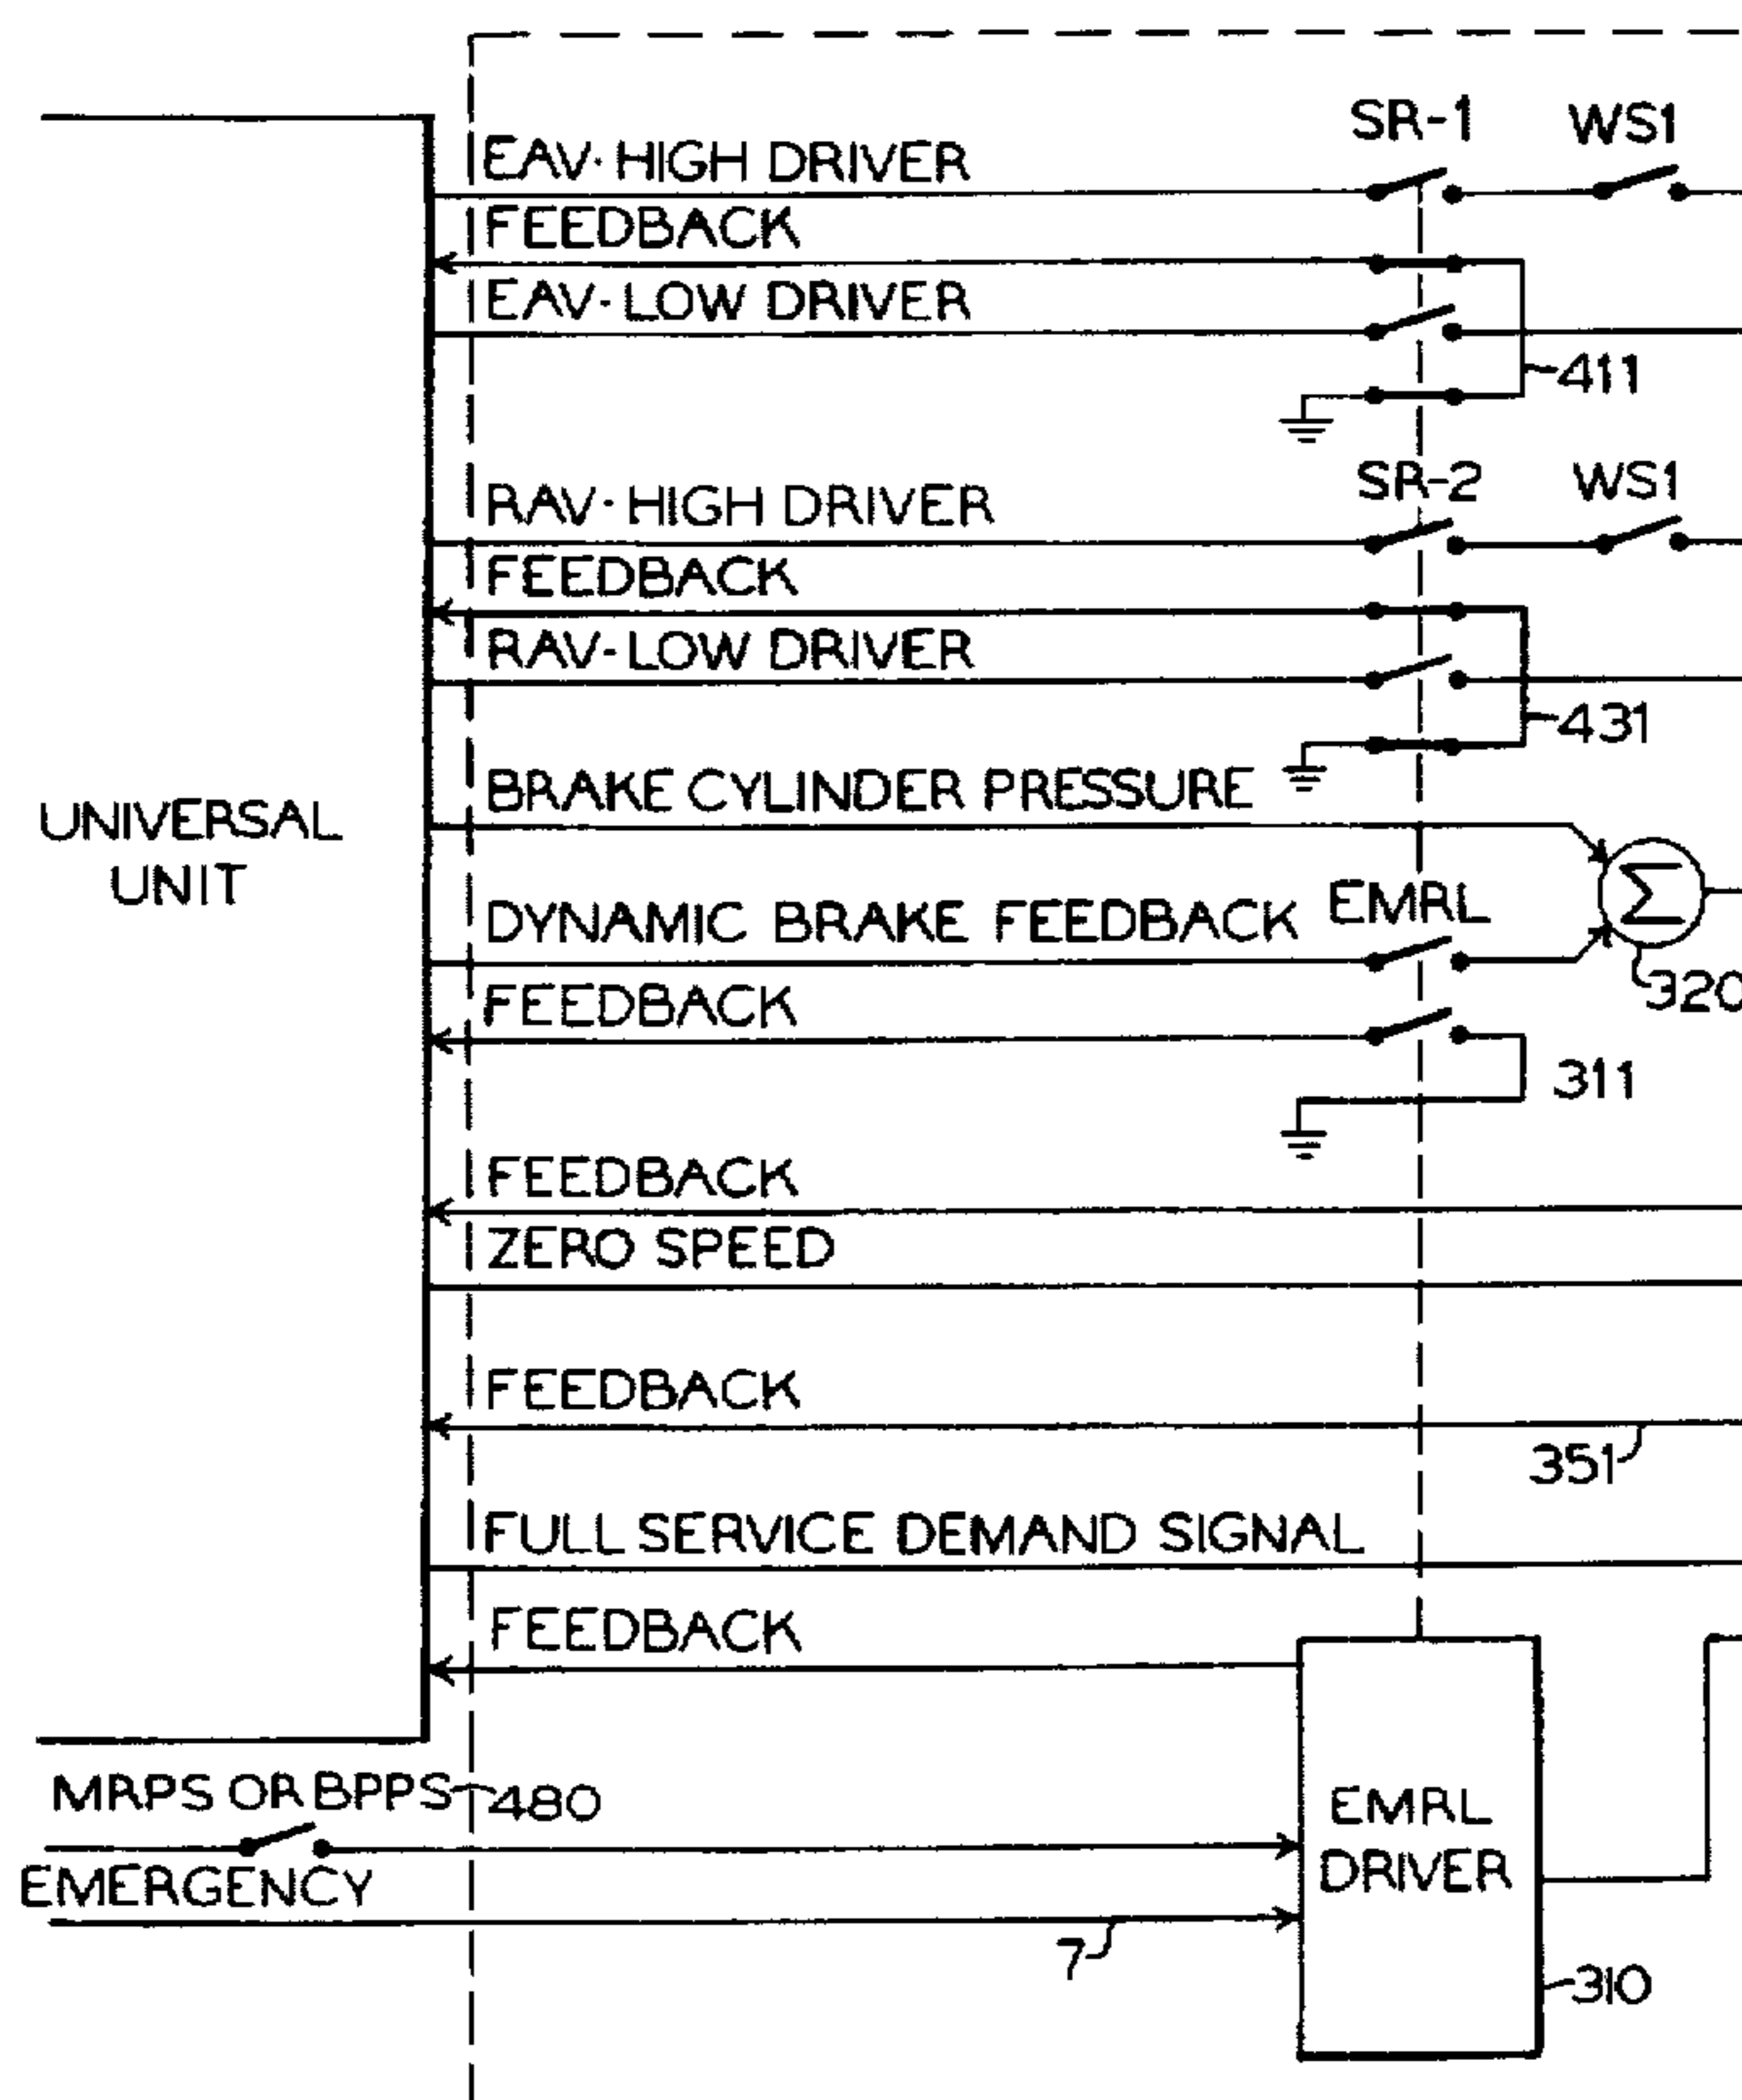 SR-1 WS1
EAV-HIGH DRIVER
FEEDBACK
EAV-LOW DRIVER
411
SR-2 WS1
RAV-HIGH DRIVER
FEEDBACK
RAV-LOW DRIVER
431
BRAKE CYLINDER PRESSURE
UNIVERSAL
UNIT
Σ
DYNAMIC BRAKE FEEDBACK EMRL
320
FEEDBACK
311
FEEDBACK
ZERO SPEED
FEEDBACK
351
FULL SERVICE DEMAND SIGNAL
FEEDBACK
MRPS OR BPPS 480
EMERGENCY
EMRL
DRIVER
7
310